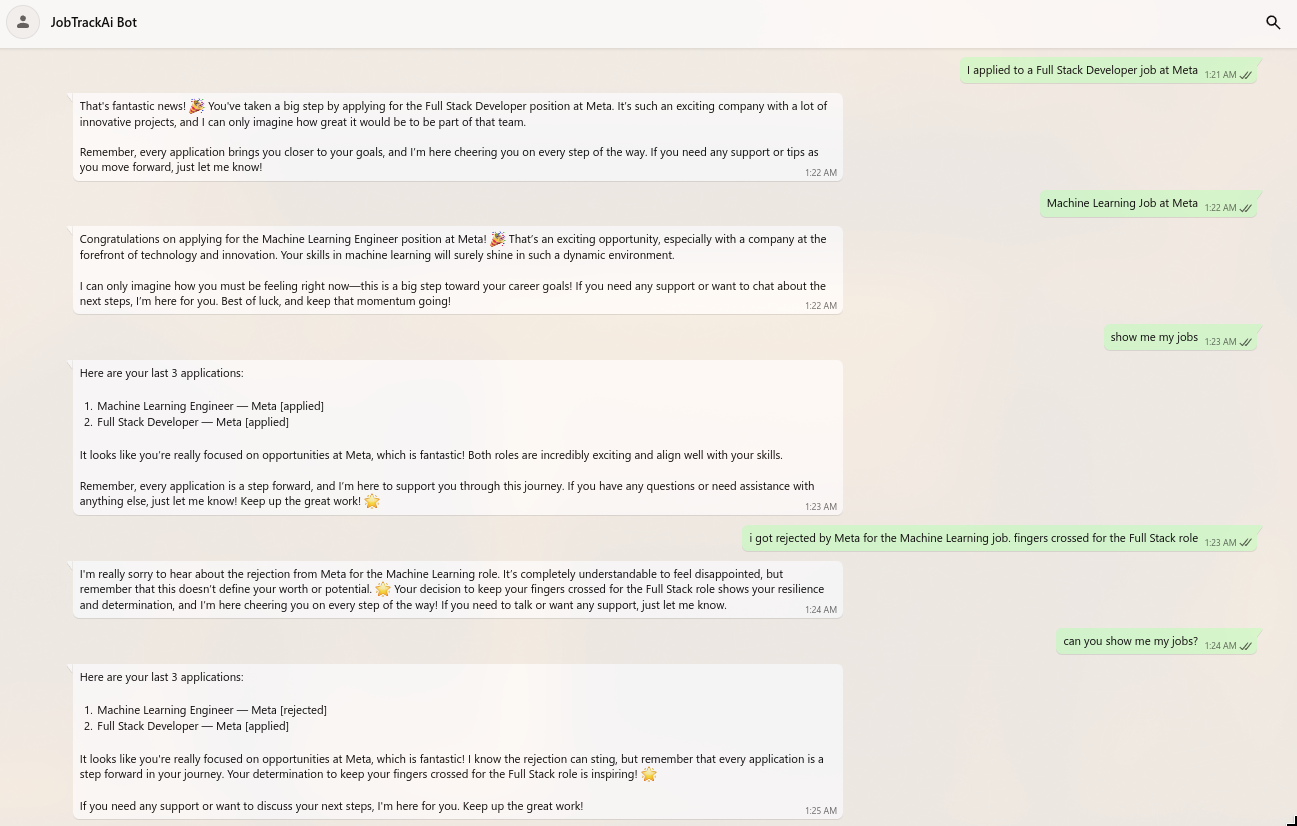 JobTrackAi Bot
I applied to a Full Stack Developer job at Meta 1:21 AM
That's fantastic news! 🎉 You've taken a big step by applying for the Full Stack Developer position at Meta. It's such an exciting company with a lot of
innovative projects, and I can only imagine how great it would be to be part of that team.
Remember, every application brings you closer to your goals, and I'm here cheering you on every step of the way. If you need any support or tips as
you move forward, just let me know!
1:22 AM
Machine Learning Job at Meta 1:22 AM
Congratulations on applying for the Machine Learning Engineer position at Meta! 🎉 That's an exciting opportunity, especially with a company at the
forefront of technology and innovation. Your skills in machine learning will surely shine in such a dynamic environment.
I can only imagine how you must be feeling right now—this is a big step toward your career goals! If you need any support or want to chat about the
next steps, I'm here for you. Best of luck, and keep that momentum going!
1:22 AM
show me my jobs 1:23 AM
Here are your last 3 applications:
1. Machine Learning Engineer — Meta [applied]
2. Full Stack Developer — Meta [applied]
It looks like you're really focused on opportunities at Meta, which is fantastic! Both roles are incredibly exciting and align well with your skills.
Remember, every application is a step forward, and I'm here to support you through this journey. If you have any questions or need assistance with
anything else, just let me know! Keep up the great work! 🌟
1:23 AM
i got rejected by Meta for the Machine Learning job. fingers crossed for the Full Stack role 1:23 AM
I'm really sorry to hear about the rejection from Meta for the Machine Learning role. It's completely understandable to feel disappointed, but
remember that this doesn't define your worth or potential. 🌟 Your decision to keep your fingers crossed for the Full Stack role shows your resilience
and determination, and I'm here cheering you on every step of the way! If you need to talk or want any support, just let me know.
1:24 AM
can you show me my jobs? 1:24 AM
Here are your last 3 applications:
1. Machine Learning Engineer — Meta [rejected]
2. Full Stack Developer — Meta [applied]
It looks like you're really focused on opportunities at Meta, which is fantastic! I know the rejection can sting, but remember that every application is a
step forward in your journey. Your determination to keep your fingers crossed for the Full Stack role is inspiring! 🌟
If you need any support or want to discuss your next steps, I'm here for you. Keep up the great work!
1:25 AM